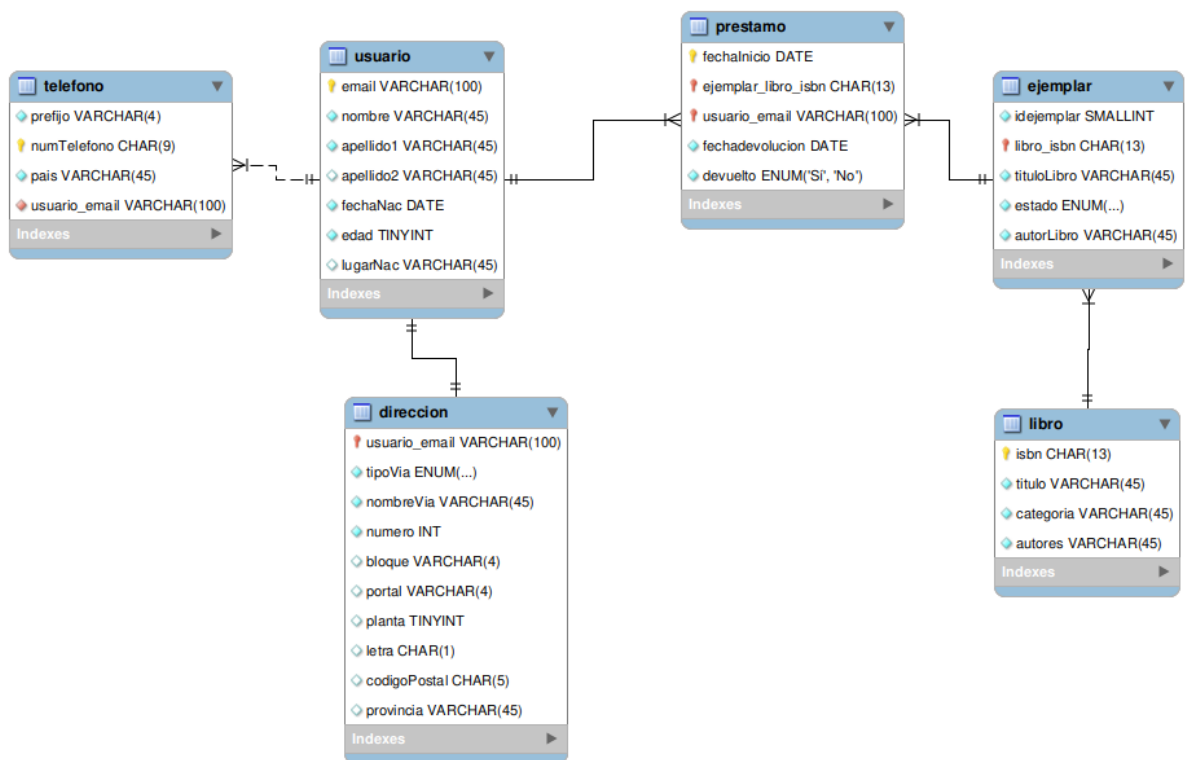 telefono
prefijo VARCHAR(4)
numTelefono CHAR(9)
pais VARCHAR(45)
usuario_email VARCHAR(100)
Indexes
usuario
email VARCHAR(100)
nombre VARCHAR(45)
apellido1 VARCHAR(45)
apellido2 VARCHAR(45)
fechaNac DATE
edad TINYINT
lugarNac VARCHAR(45)
Indexes
prestamo
fechaInicio DATE
ejemplar_libro_isbn CHAR(13)
usuario_email VARCHAR(100)
fechadevolucion DATE
devuelto ENUM('Sí', 'No')
Indexes
ejemplar
idejemplar SMALLINT
libro_isbn CHAR(13)
tituloLibro VARCHAR(45)
estado ENUM(...)
autorLibro VARCHAR(45)
Indexes
direccion
usuario_email VARCHAR(100)
tipoVia ENUM(...)
nombreVia VARCHAR(45)
numero INT
bloque VARCHAR(4)
portal VARCHAR(4)
planta TINYINT
letra CHAR(1)
codigoPostal CHAR(5)
provincia VARCHAR(45)
Indexes
libro
isbn CHAR(13)
titulo VARCHAR(45)
categoria VARCHAR(45)
autores VARCHAR(45)
Indexes